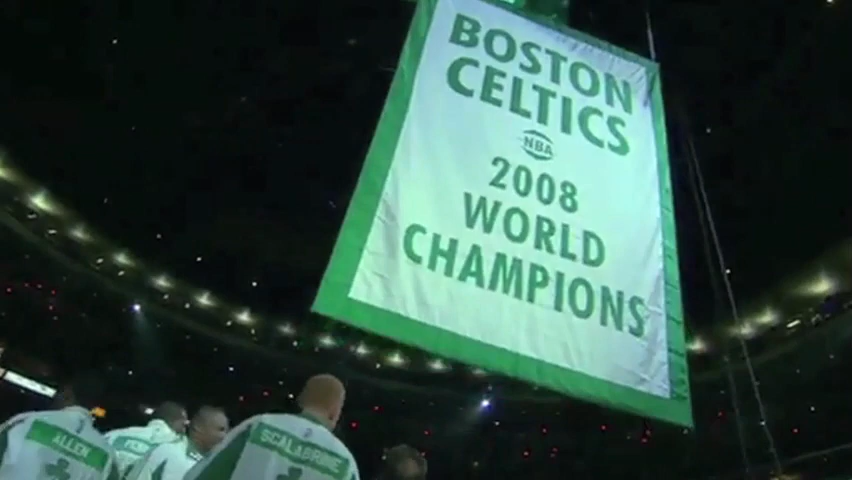 BOSTON
CELTICS
NBA
2008
WORLD
CHAMPIONS
ALLEN
SCALABRINE